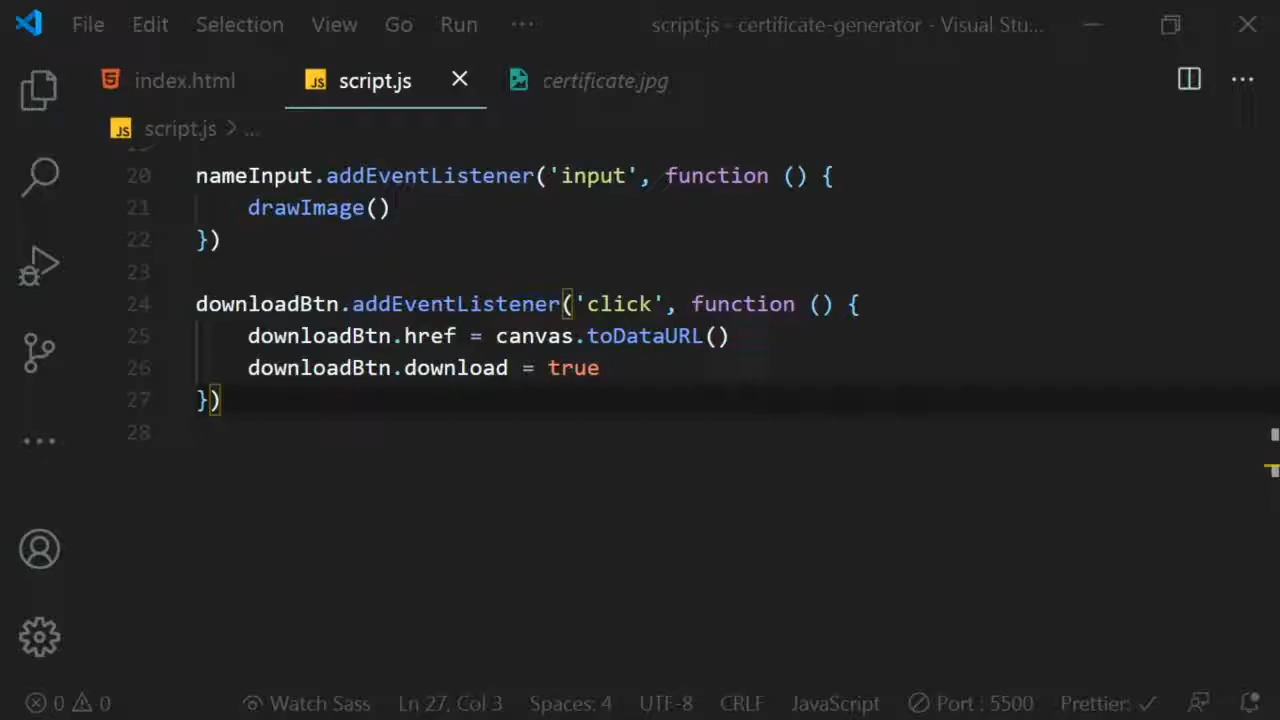 File Edit Selection View Go Run ··· script.js - certificate-generator - Visual Stu...
index.html JS script.js certificate.jpg ···
JS script.js > ...
20 nameInput.addEventListener('input', function () {
21 drawImage()
22 })
23
24 downloadBtn.addEventListener('click', function () {
25 downloadBtn.href = canvas.toDataURL()
26 downloadBtn.download = true
27 })
28
0 0 Watch Sass Ln 27, Col 3 Spaces: 4 UTF-8 CRLF JavaScript Port : 5500 Prettier: ✓